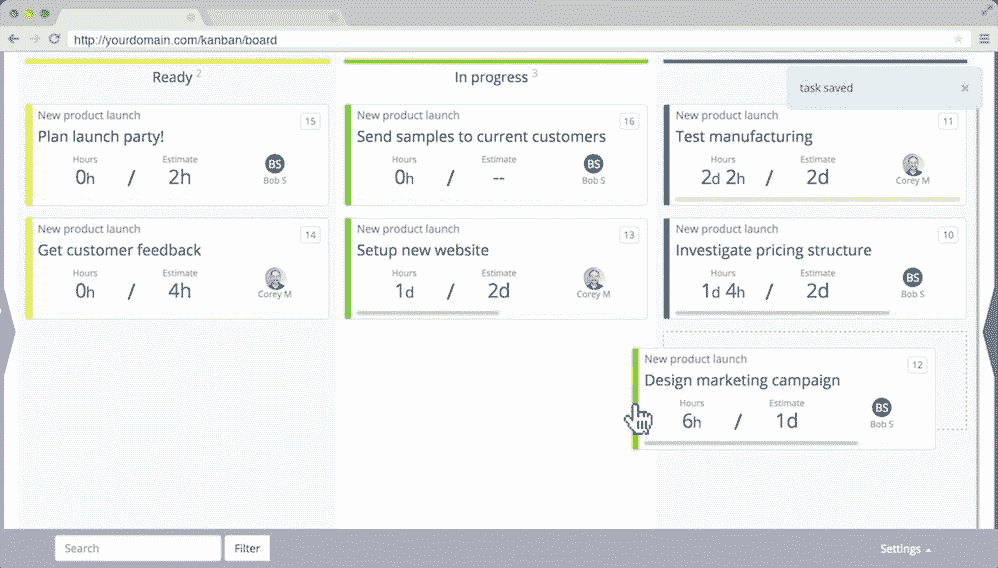 http://yourdomain.com/kanban/board
Ready 2
In progress 3
task saved ×
New product launch
15
Plan launch party!
Hours
Estimate
0h / 2h
BS
Bob S
New product launch
16
Send samples to current customers
Hours
Estimate
0h / --
BS
Bob S
New product launch
11
Test manufacturing
Hours
Estimate
2d 2h / 2d
Corey M
New product launch
14
Get customer feedback
Hours
Estimate
0h / 4h
Corey M
New product launch
13
Setup new website
Hours
Estimate
1d / 2d
Corey M
New product launch
10
Investigate pricing structure
Hours
Estimate
1d 4h / 2d
BS
Bob S
New product launch
12
Design marketing campaign
Hours
Estimate
6h / 1d
BS
Bob S
Search
Filter
Settings